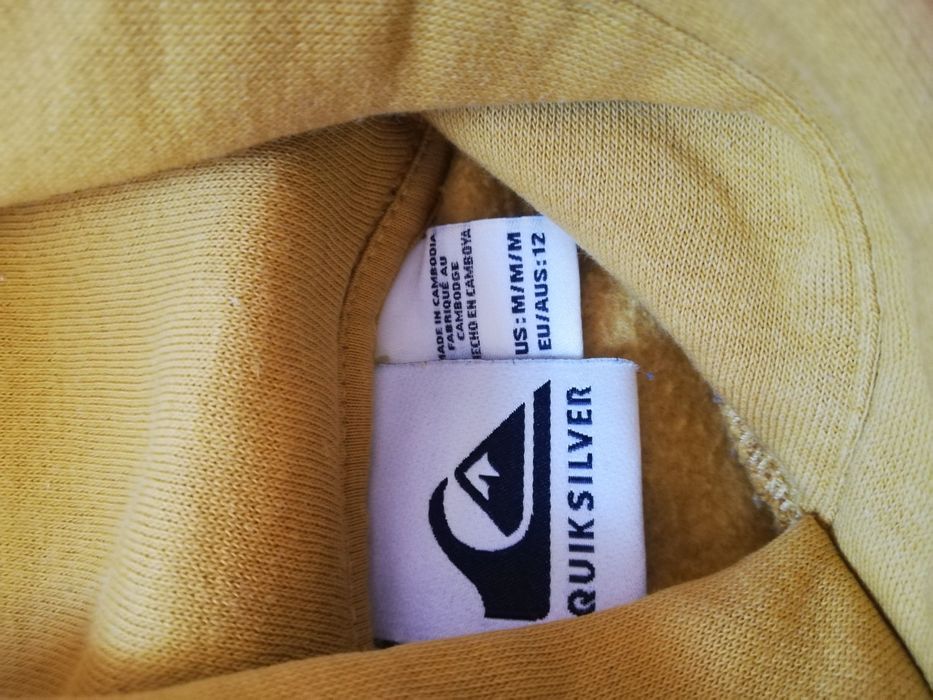 MADE IN CAMBODIA
FABRIQUÉ AU
CAMBODGE
HECHO EN CAMBOYA
US:M/M/M
EU/AUS:12
QUIKSILVER